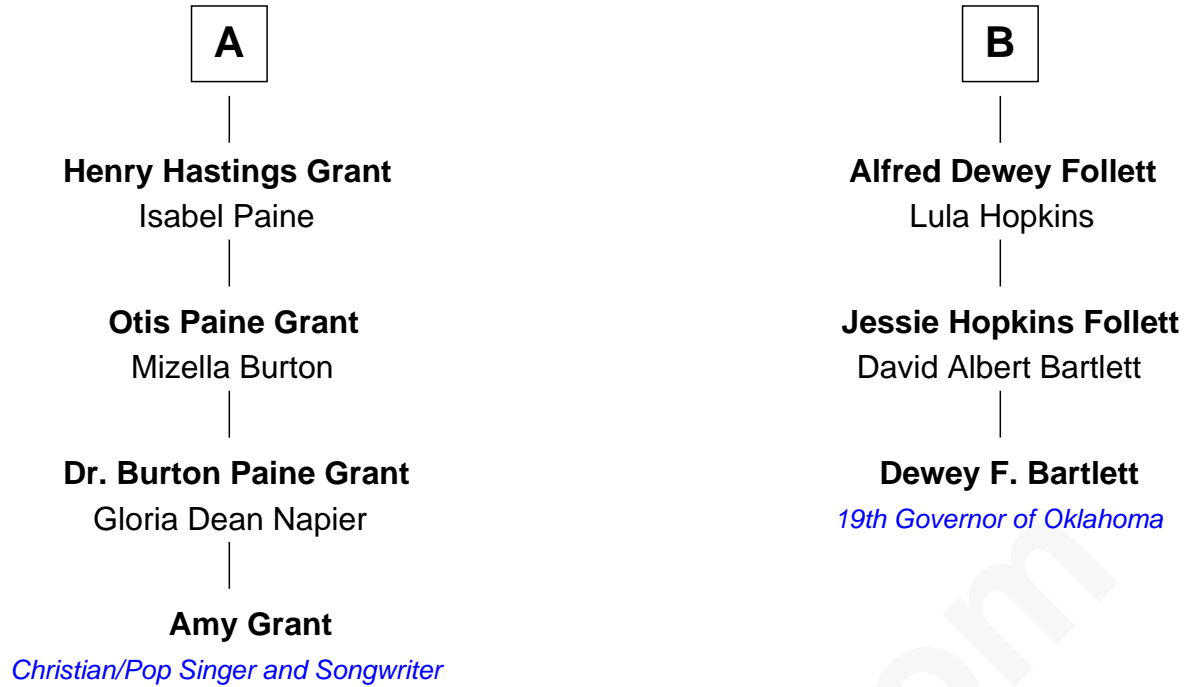 A
Henry Hastings Grant
Isabel Paine
Otis Paine Grant
Mizella Burton
Dr. Burton Paine Grant
Gloria Dean Napier
Amy Grant
Christian/Pop Singer and Songwriter
B
Alfred Dewey Follett
Lula Hopkins
Jessie Hopkins Follett
David Albert Bartlett
Dewey F. Bartlett
19th Governor of Oklahoma
om